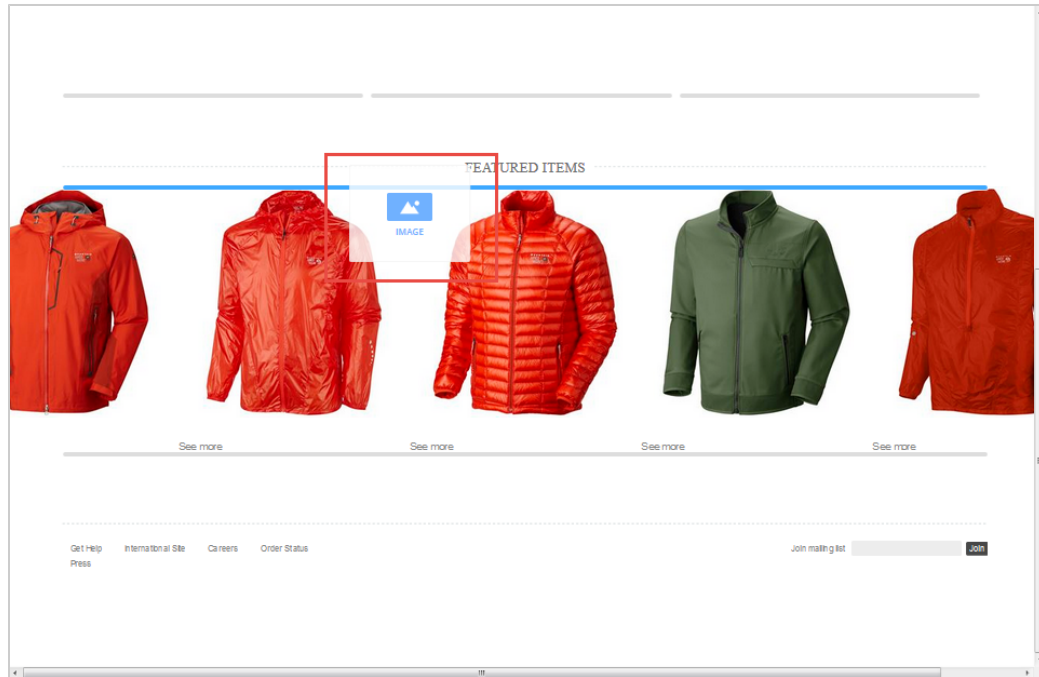 FEATURED ITEMS
IMAGE
See more
See more
See more
See more
Get Help
International Site
Careers
Order Status
Join mailing list
Join
Press